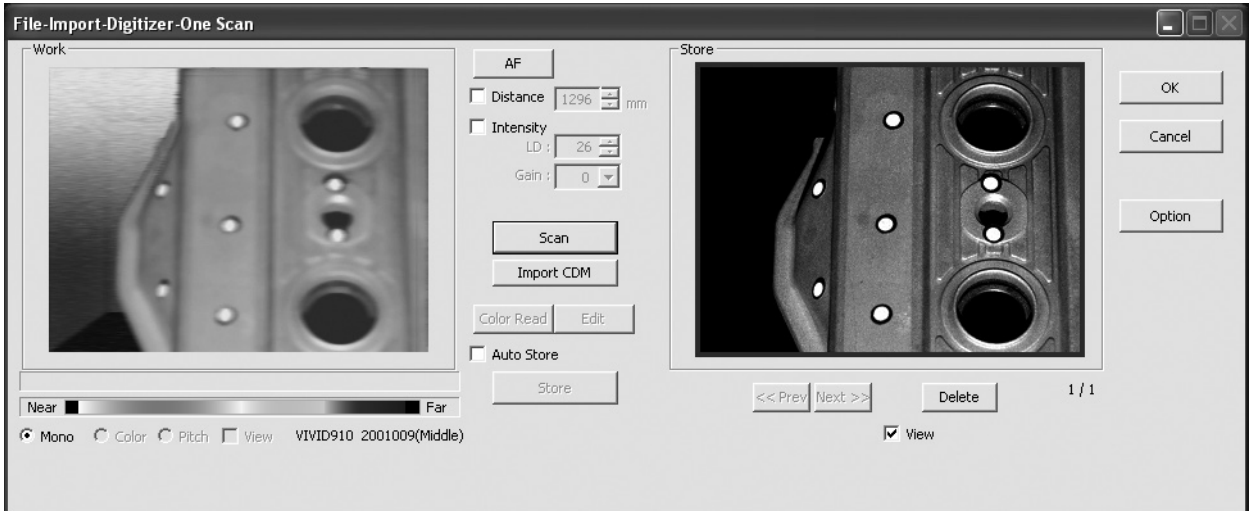 File-Import-Digitizer-One Scan
Work
AF
Distance 1296 mm
Intensity
LD : 26
Gain : 0
Scan
Import CDM
Color Read Edit
Auto Store
Store
Near Far
Mono Color Pitch View VIVID910 2001009(Middle)
Store
<< Prev Next >> Delete 1 / 1
View
OK
Cancel
Option